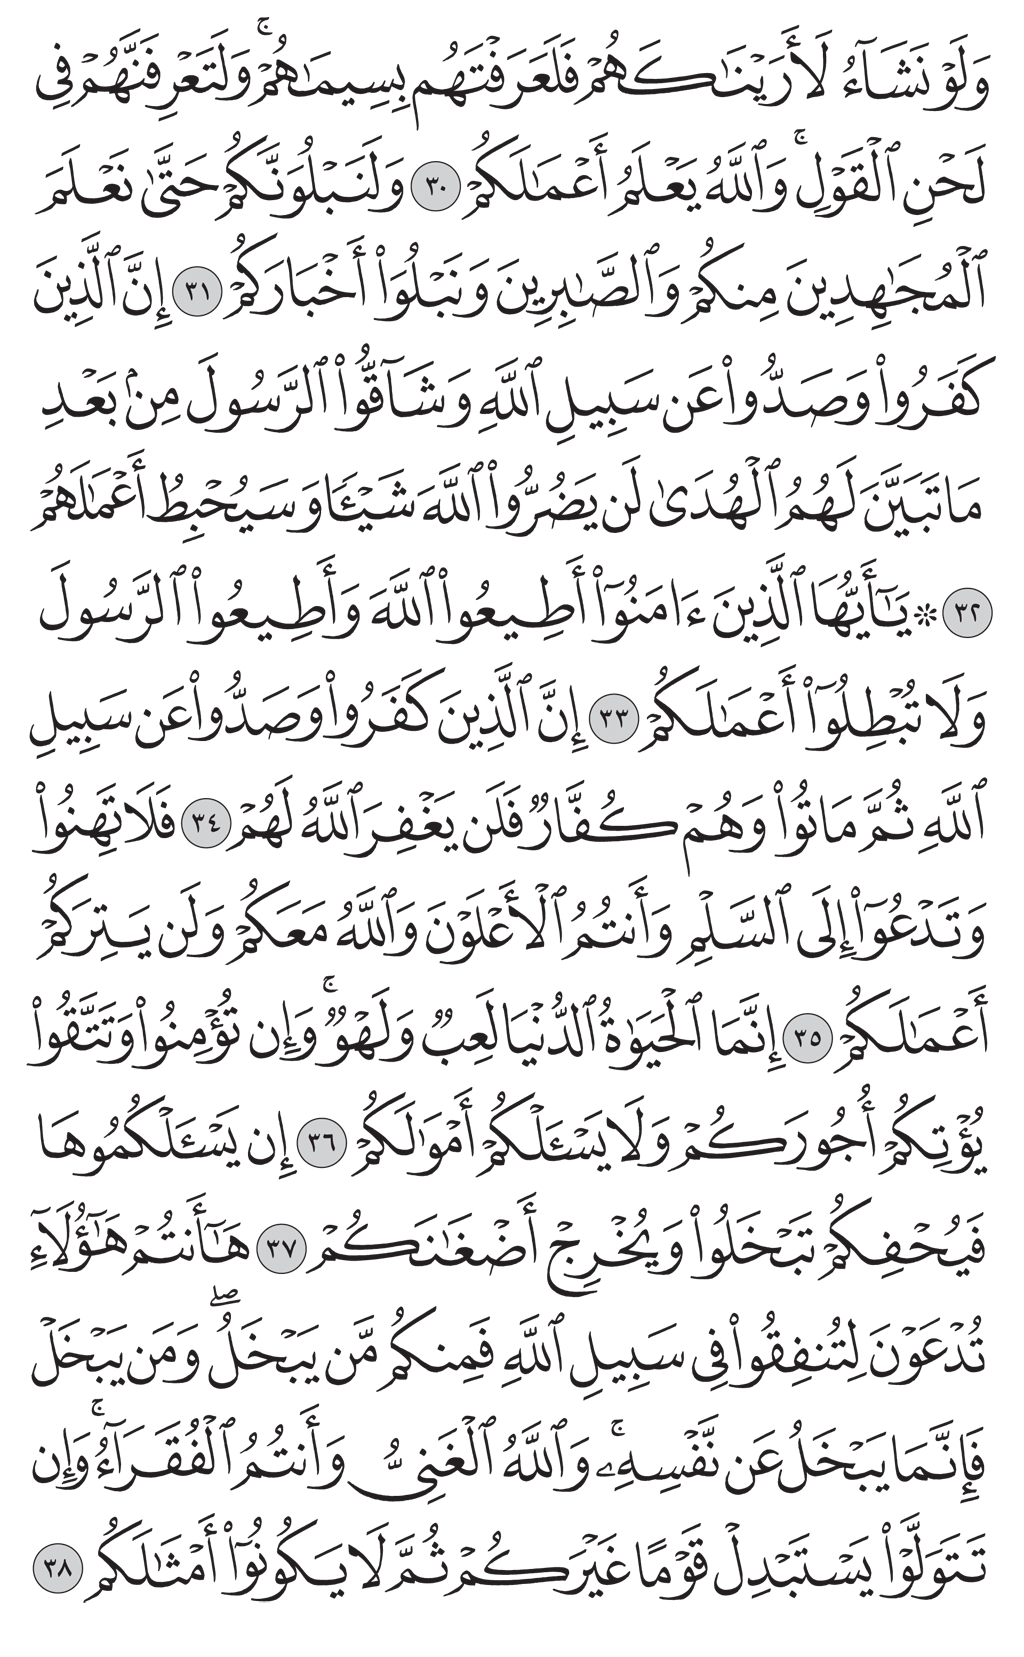 وَلَوْ نَشَآءُ لَأَرَيْنَٰكَهُمْ فَلَعَرَفْتَهُم بِسِيمَٰهُمْۚ وَلَتَعْرِفَنَّهُمْ فِى
لَحْنِ ٱلْقَوْلِۚ وَٱللَّهُ يَعْلَمُ أَعْمَٰلَكُمْ ٣٠ وَلَنَبْلُوَنَّكُمْ حَتَّىٰ نَعْلَمَ
ٱلْمُجَٰهِدِينَ مِنكُمْ وَٱلصَّٰبِرِينَ وَنَبْلُوَا۟ أَخْبَارَكُمْ ٣١ إِنَّ ٱلَّذِينَ
كَفَرُوا۟ وَصَدُّوا۟ عَن سَبِيلِ ٱللَّهِ وَشَآقُّوا۟ ٱلرَّسُولَ مِنۢ بَعْدِ
مَا تَبَيَّنَ لَهُمُ ٱلْهُدَىٰ لَن يَضُرُّوا۟ ٱللَّهَ شَيْـًٔا وَسَيُحْبِطُ أَعْمَٰلَهُمْ
٣٢ ۞ يَٰٓأَيُّهَا ٱلَّذِينَ ءَامَنُوٓا۟ أَطِيعُوا۟ ٱللَّهَ وَأَطِيعُوا۟ ٱلرَّسُولَ
وَلَا تُبْطِلُوٓا۟ أَعْمَٰلَكُمْ ٣٣ إِنَّ ٱلَّذِينَ كَفَرُوا۟ وَصَدُّوا۟ عَن سَبِيلِ
ٱللَّهِ ثُمَّ مَاتُوا۟ وَهُمْ كُفَّارٌ فَلَن يَغْفِرَ ٱللَّهُ لَهُمْ ٣٤ فَلَا تَهِنُوا۟
وَتَدْعُوٓا۟ إِلَى ٱلسَّلْمِ وَأَنتُمُ ٱلْأَعْلَوْنَ وَٱللَّهُ مَعَكُمْ وَلَن يَتِرَكُمْ
أَعْمَٰلَكُمْ ٣٥ إِنَّمَا ٱلْحَيَوٰةُ ٱلدُّنْيَا لَعِبٌ وَلَهْوٌۚ وَإِن تُؤْمِنُوا۟ وَتَتَّقُوا۟
يُؤْتِكُمْ أُجُورَكُمْ وَلَا يَسْـَٔلْكُمْ أَمْوَٰلَكُمْ ٣٦ إِن يَسْـَٔلْكُمُوهَا
فَيُحْفِكُمْ تَبْخَلُوا۟ وَيُخْرِجْ أَضْغَٰنَكُمْ ٣٧ هَٰٓأَنتُمْ هَٰٓؤُلَآءِ
تُدْعَوْنَ لِتُنفِقُوا۟ فِى سَبِيلِ ٱللَّهِ فَمِنكُم مَّن يَبْخَلُۖ وَمَن يَبْخَلْ
فَإِنَّمَا يَبْخَلُ عَن نَّفْسِهِۦۚ وَٱللَّهُ ٱلْغَنِىُّ وَأَنتُمُ ٱلْفُقَرَآءُۚ وَإِن
تَتَوَلَّوْا۟ يَسْتَبْدِلْ قَوْمًا غَيْرَكُمْ ثُمَّ لَا يَكُونُوٓا۟ أَمْثَٰلَكُم ٣٨